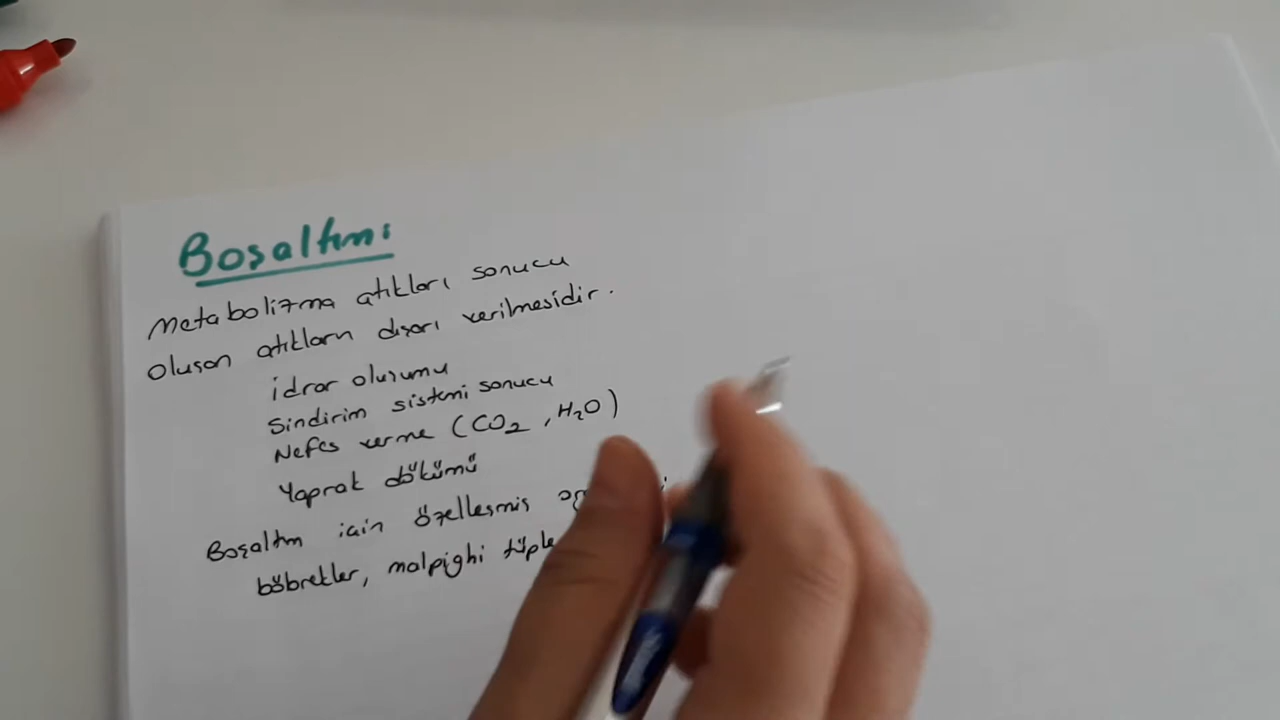 Boşaltım:
Metabolizma atıkları sonucu
oluşan atıkların dışarı verilmesidir.
idrar oluşumu
Sindirim sistemi sonucu
Nefes verme (CO2, H2O)
Yaprak dökümü
Boşaltım için özelleşmiş
böbrekler, malpighi